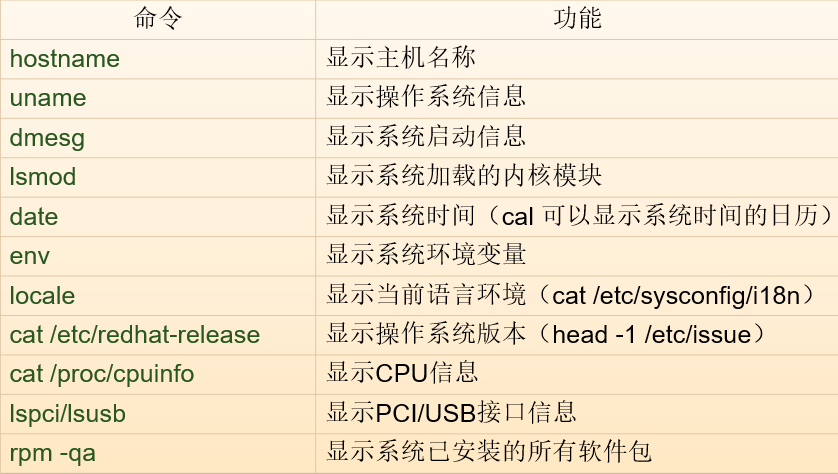 命令 功能
hostname 显示主机名称
uname 显示操作系统信息
dmesg 显示系统启动信息
lsmod 显示系统加载的内核模块
date 显示系统时间（cal 可以显示系统时间的日历）
env 显示系统环境变量
locale 显示当前语言环境（cat /etc/sysconfig/i18n）
cat /etc/redhat-release 显示操作系统版本（head -1 /etc/issue）
cat /proc/cpuinfo 显示CPU信息
lspci/lsusb 显示PCI/USB接口信息
rpm -qa 显示系统已安装的所有软件包